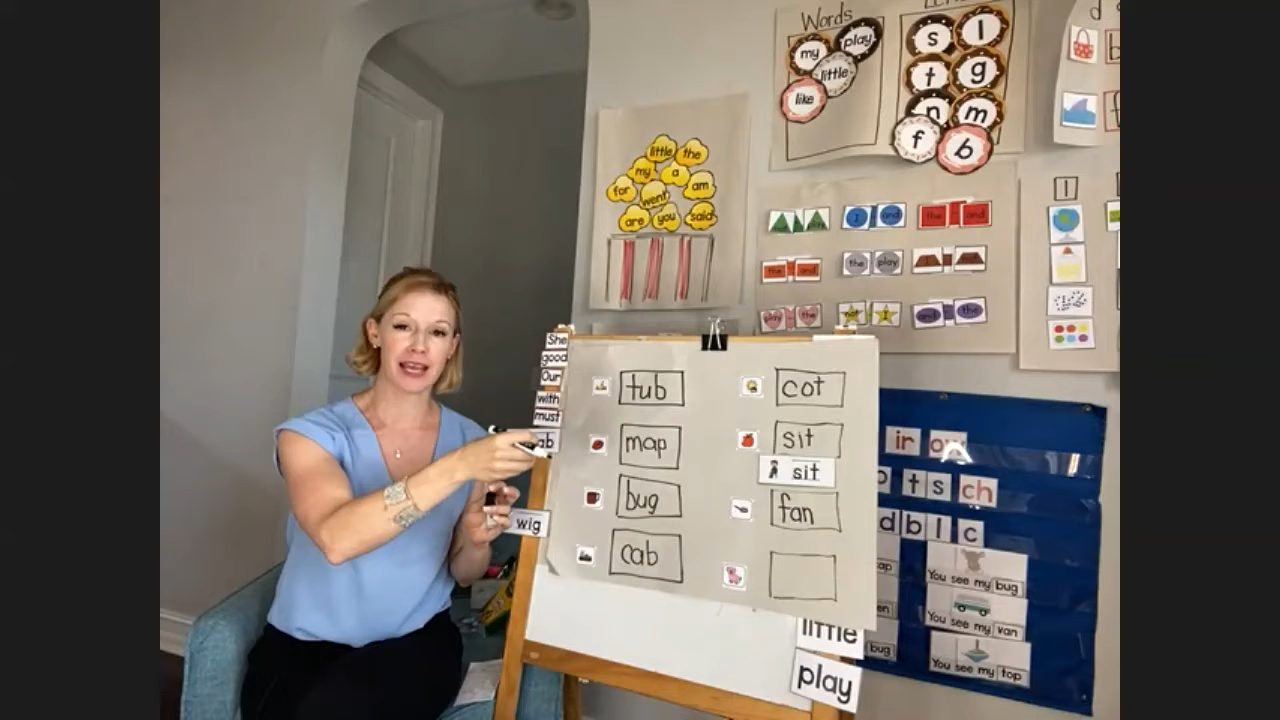 Words
my
play
little
like
s l
t g
n m
f b
little the
my a
for went am
are you said
I and
the and
the and
the play
play the
and the
l
She
good
Our
with
must
ab
wig
tub
map
bug
cab
cot
sit
sit
fan
ir
t s ch
d b l c
You see my bug
You see my van
You see my top
bug
little
play